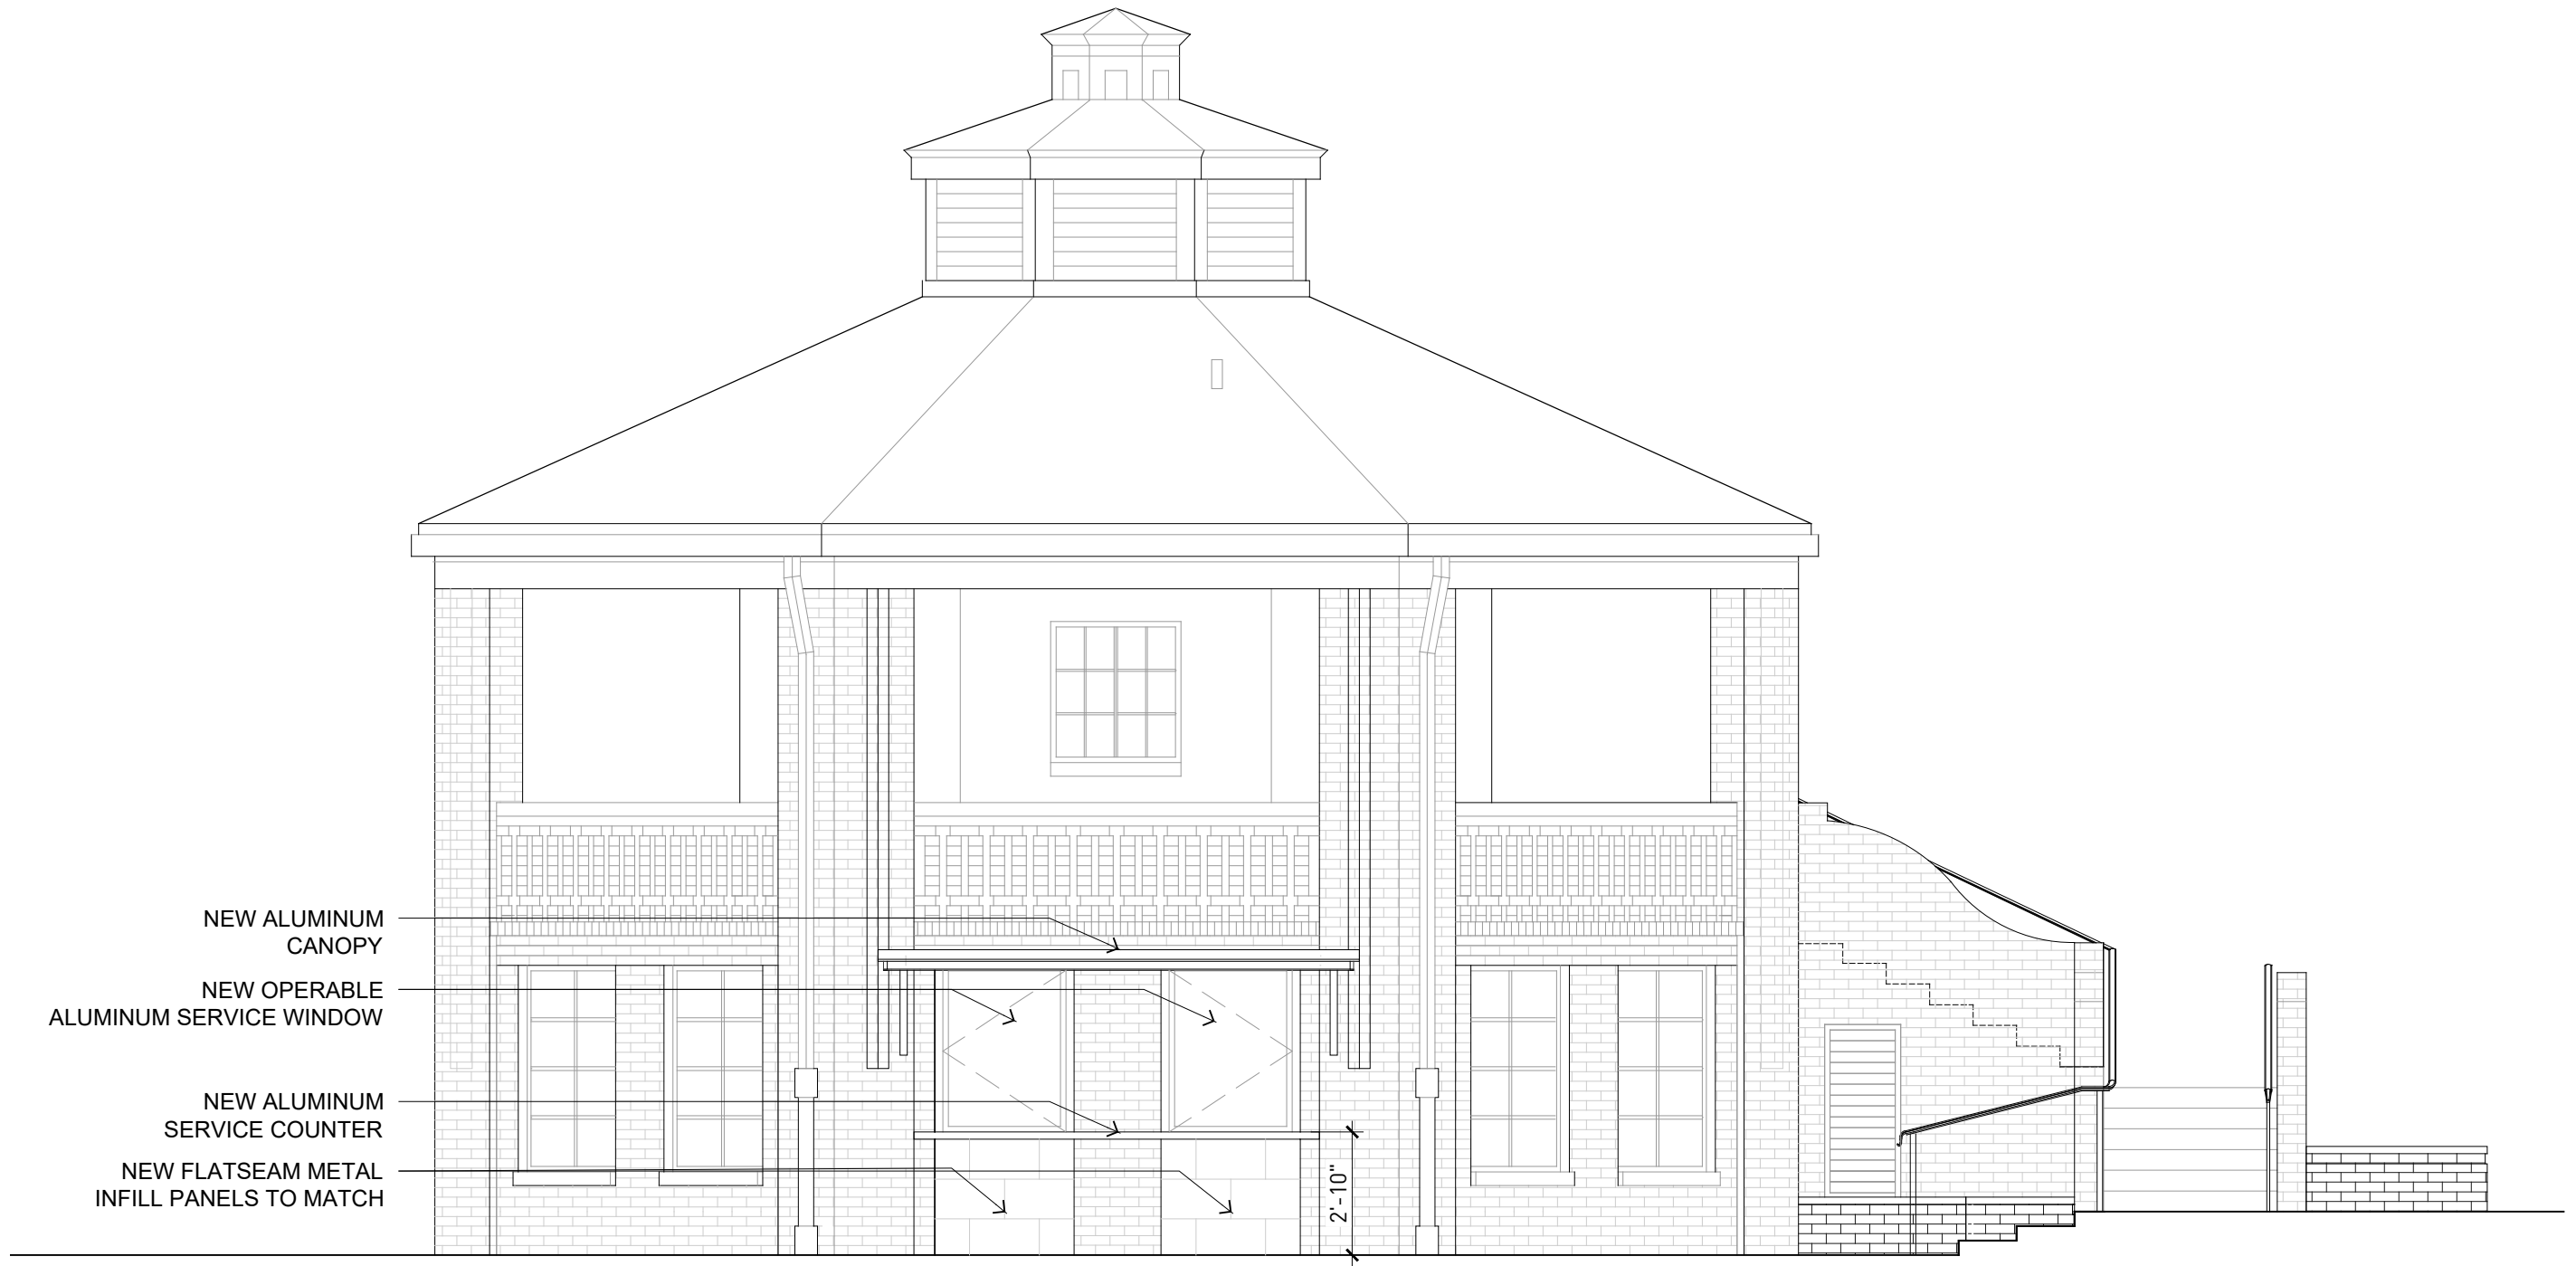 NEW ALUMINUM
CANOPY
NEW OPERABLE
ALUMINUM SERVICE WINDOW
NEW ALUMINUM
SERVICE COUNTER
NEW FLATSEAM METAL
INFILL PANELS TO MATCH
2'-10"